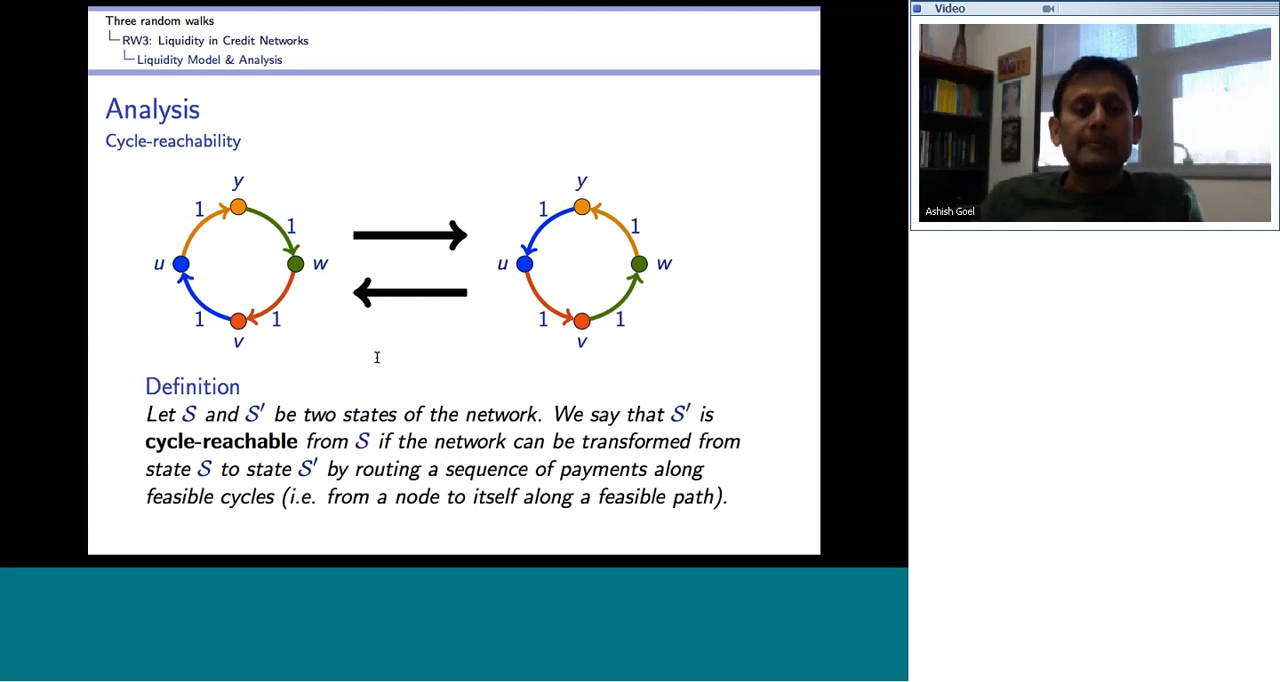 Three random walks
RW3: Liquidity in Credit Networks
Liquidity Model & Analysis
Video
Analysis
Cycle-reachability
y
y
1
1
1
1
u
w
u
w
1
1
1
1
v
v
Ashish Goel
Definition
Let S and S′ be two states of the network. We say that S′ is
cycle-reachable from S if the network can be transformed from
state S to state S′ by routing a sequence of payments along
feasible cycles (i.e. from a node to itself along a feasible path).